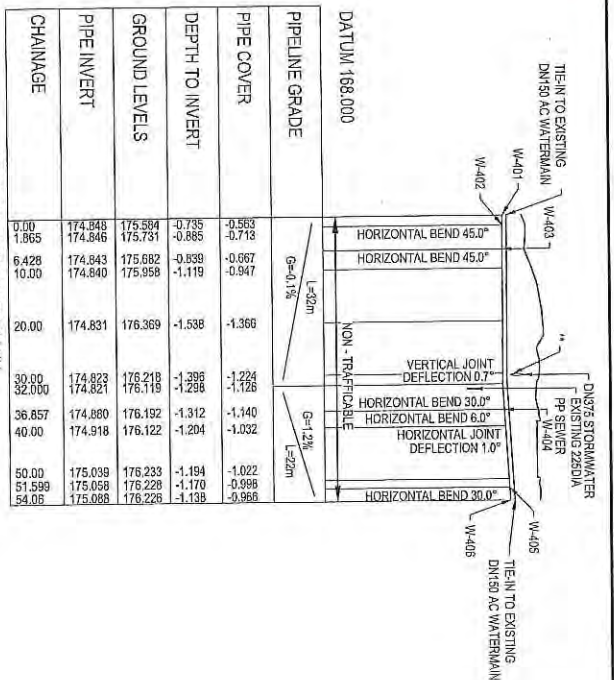 TIE-IN TO EXISTING
DN150 AC WATERMAIN
W-401
W-402
W-403
**
DN375 STORMWATER
EXISTING 225DIA
PP SEWER
W-404
W-405
W-406
TIE-IN TO EXISTING
DN150 AC WATERMAIN
HORIZONTAL BEND 45.0°
HORIZONTAL BEND 45.0°
VERTICAL JOINT
DEFLECTION 0.7°
HORIZONTAL BEND 30.0°
HORIZONTAL BEND 6.0°
HORIZONTAL JOINT
DEFLECTION 1.0°
HORIZONTAL BEND 30.0°
NON - TRAFFICABLE
DATUM 168.000
PIPELINE GRADE
G=-0.1%
L=32m
G=1.2%
L=22m
PIPE COVER
-0.563
-0.713
-0.667
-0.947
-1.366
-1.224
-1.126
-1.140
-1.032
-1.022
-0.998
-0.966
DEPTH TO INVERT
-0.735
-0.885
-0.839
-1.119
-1.538
-1.396
-1.298
-1.312
-1.204
-1.194
-1.170
-1.138
GROUND LEVELS
175.584
175.731
175.682
175.958
176.369
176.218
176.119
176.192
176.122
176.233
176.228
176.226
PIPE INVERT
174.848
174.846
174.843
174.840
174.831
174.823
174.821
174.880
174.918
175.039
175.058
175.088
CHAINAGE
0.00
1.865
6.428
10.00
20.00
30.00
32.000
36.857
40.00
50.00
51.599
54.06